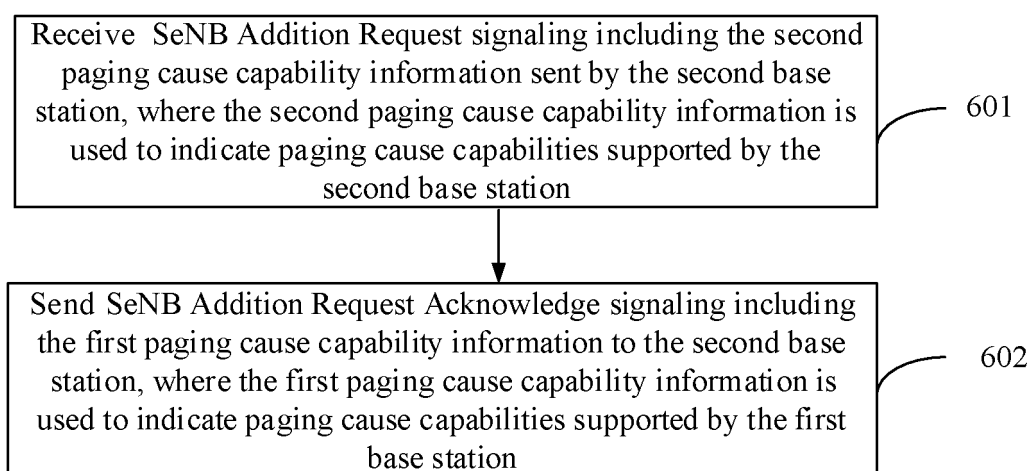 Receive SeNB Addition Request signaling including the second
paging cause capability information sent by the second base
station, where the second paging cause capability information is
used to indicate paging cause capabilities supported by the
second base station
601
Send SeNB Addition Request Acknowledge signaling including
the first paging cause capability information to the second base
station, where the first paging cause capability information is
used to indicate paging cause capabilities supported by the first
base station
602